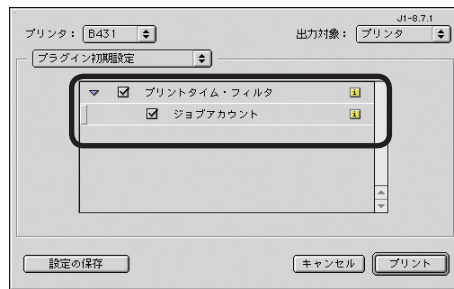 J1-8.7.1
プリンタ： B431 出力対象： プリンタ
プラグイン初期設定
プリントタイム・フィルタ
ジョブアカウント
設定の保存 キャンセル プリント